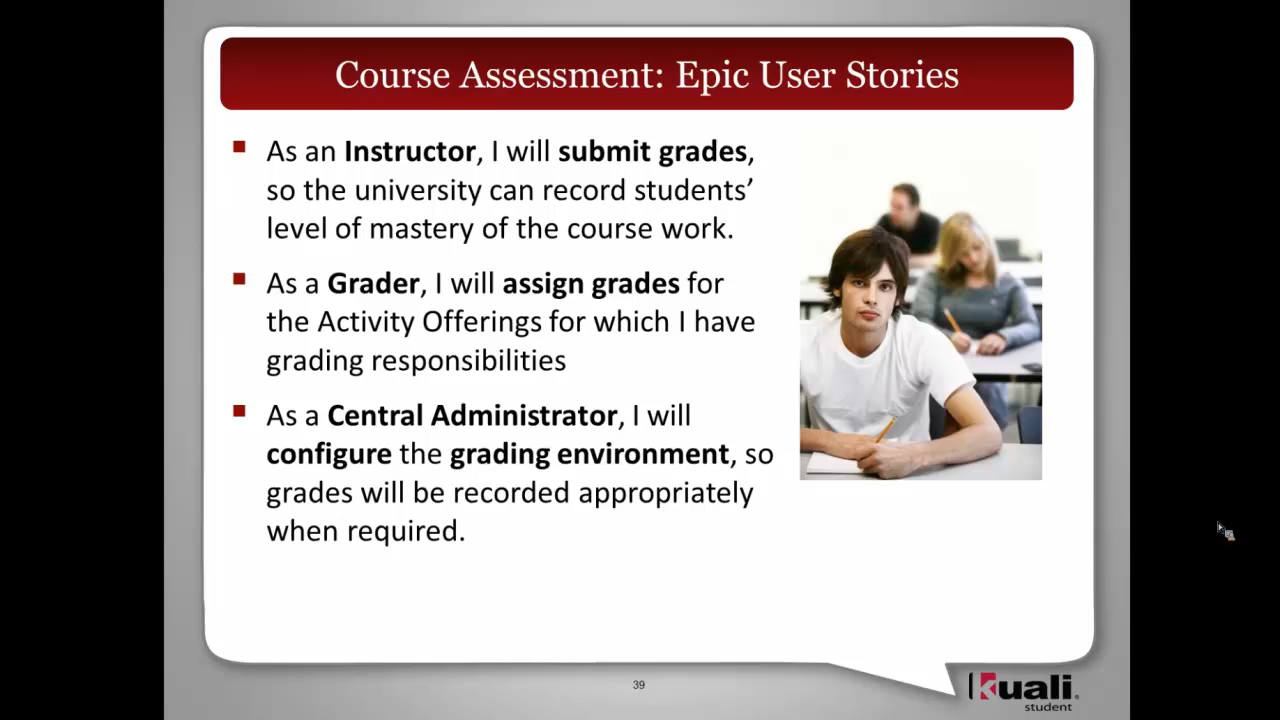 Course Assessment: Epic User Stories
As an Instructor, I will submit grades,
so the university can record students’
level of mastery of the course work.
As a Grader, I will assign grades for
the Activity Offerings for which I have
grading responsibilities
As a Central Administrator, I will
configure the grading environment, so
grades will be recorded appropriately
when required.
39
kuali®
student